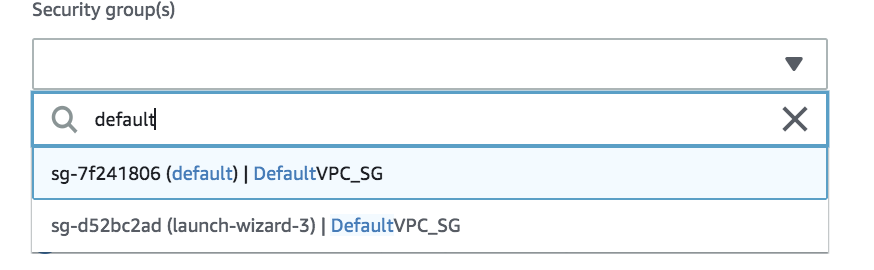 Security group(s)
default
sg-7f241806 (default) | DefaultVPC_SG
sg-d52bc2ad (launch-wizard-3) | DefaultVPC_SG